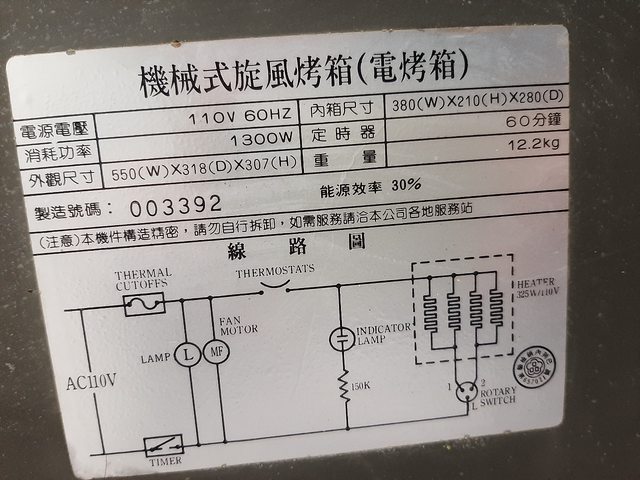 機械式旋風烤箱(電烤箱)
電源電壓 110V 60HZ 內箱尺寸 380(W)X210(H)X280(D)
消耗功率 1300W 定時器 60分鐘
外觀尺寸 550(W)X318(D)X307(H) 重量 12.2kg
製造號碼: 003392 能源效率 30%
(注意)本機件構造精密,請勿自行拆卸,如需服務請洽本公司各地服務站
線路圖
THERMAL
CUTOFFS
THERMOSTATS
HEATER
325W/110V
FAN
MOTOR
INDICATOR
LAMP
LAMP
L
MF
AC110V
150K
1
2
ROTARY
SWITCH
L
TIMER